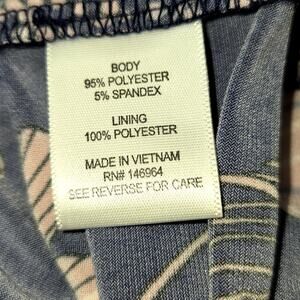 BODY
95% POLYESTER
5% SPANDEX
LINING
100% POLYESTER
MADE IN VIETNAM
RN# 146964
SEE REVERSE FOR CARE